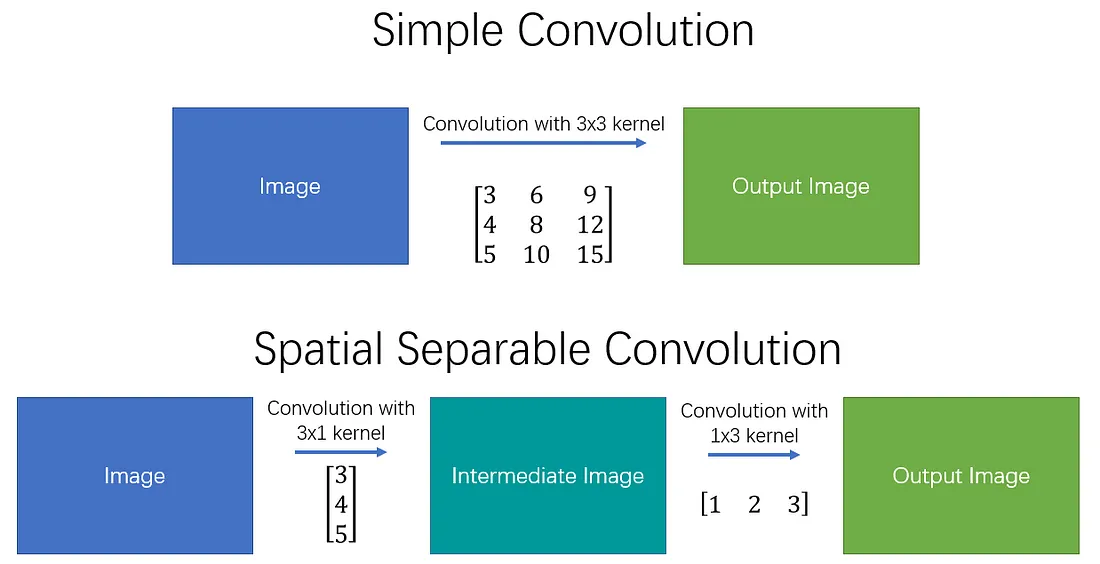 Simple Convolution
Image
Convolution with 3x3 kernel
3 6 9
4 8 12
5 10 15
Output Image
Spatial Separable Convolution
Image
Convolution with
3x1 kernel
3
4
5
Intermediate Image
Convolution with
1x3 kernel
[1 2 3]
Output Image